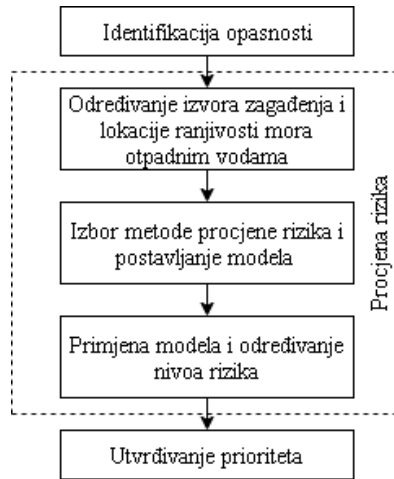 Identifikacija opasnosti
Određivanje izvora zagađenja i
lokacije ranjivosti mora
otpadnim vodama
Izbor metode procjene rizika i
postavljanje modela
Primjena modela i određivanje
nivoa rizika
Procjena rizika
Utvrđivanje prioriteta